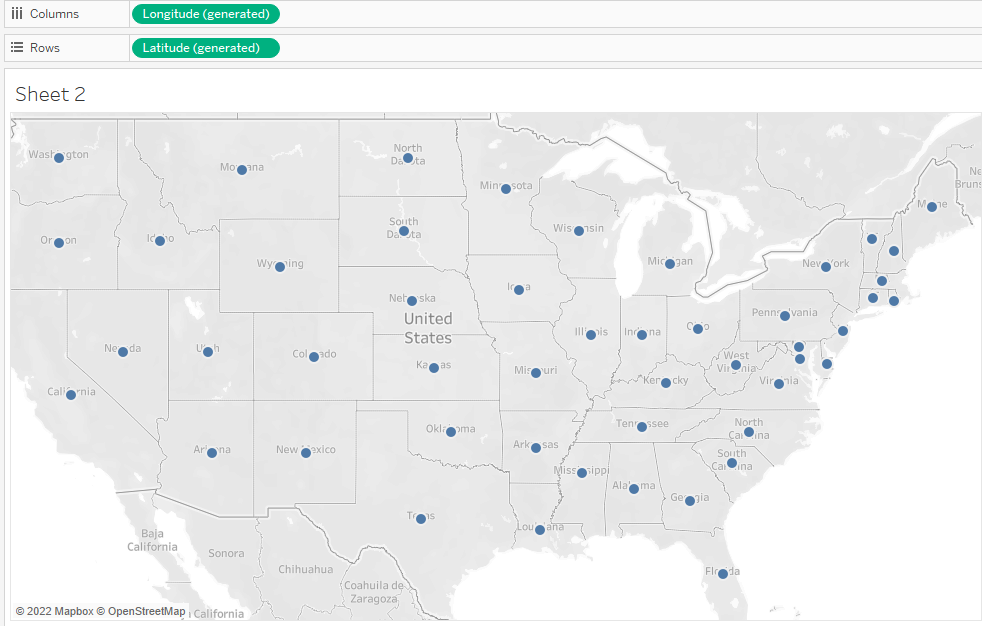 Columns
Longitude (generated)
Rows
Latitude (generated)
Sheet 2
Washington
Montana
North
Dakota
Minnesota
Oregon
Idaho
South
Dakota
Wisconsin
Michigan
New York
Maine
Ne
Bruns
Wyoming
Nebraska
Iowa
United
States
Pennsylvania
Nevada
Utah
Colorado
Kansas
Missouri
Illinois
Indiana
Ohio
West
Virginia
Virginia
Kentucky
California
Arizona
New Mexico
Oklahoma
Arkansas
Tennessee
North
Carolina
South
Carolina
Mississippi
Alabama
Georgia
Texas
Louisiana
Florida
Baja
California
Sonora
Chihuahua
Coahuila de
Zaragoza
© 2022 Mapbox © OpenStreetMap
California